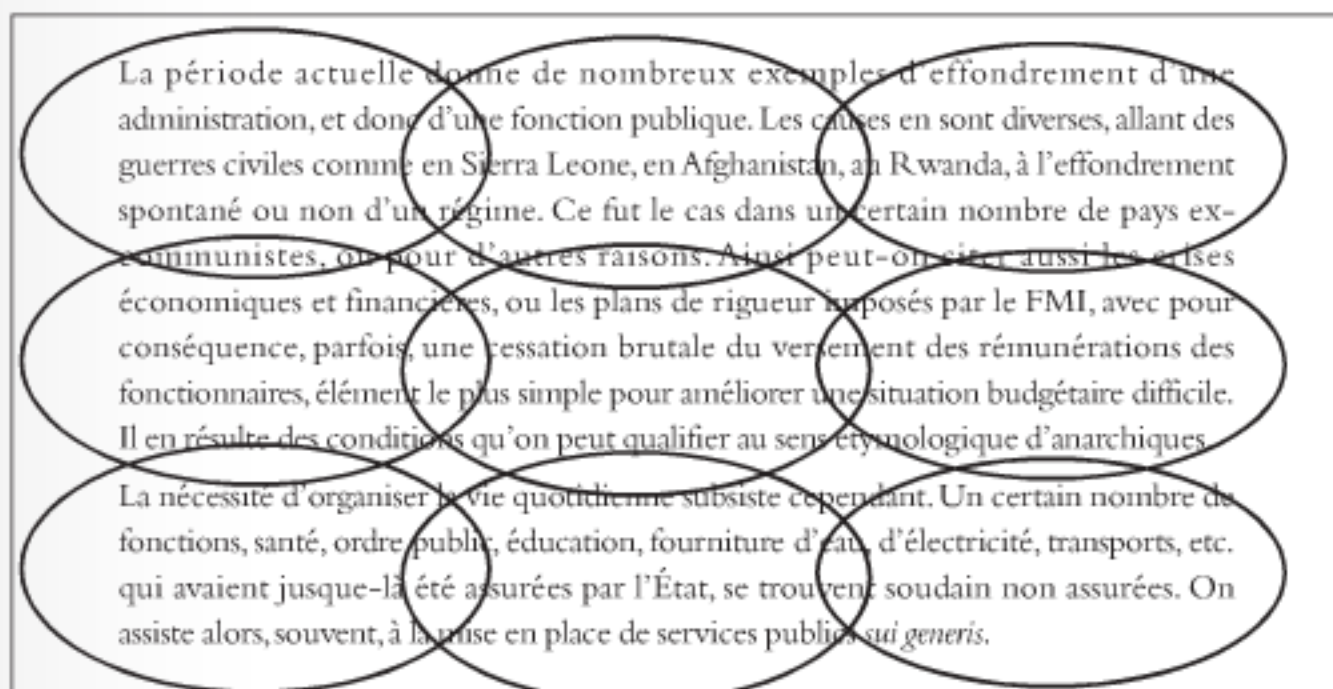 La période actuelle donne de nombreux exemples d'effondrement d'une
administration, et donc d'une fonction publique. Les causes en sont diverses, allant des
guerres civiles comme en Sierra Leone, en Afghanistan, au Rwanda, à l'effondrement
spontané ou non d'un régime. Ce fut le cas dans un certain nombre de pays ex-
communistes, ou pour d'autres raisons. Ainsi peut-on citer aussi les crises
économiques et financières, ou les plans de rigueur imposés par le FMI, avec pour
conséquence, parfois, une cessation brutale du versement des rémunérations des
fonctionnaires, élément le plus simple pour améliorer une situation budgétaire difficile.
Il en résulte des conditions qu'on peut qualifier au sens étymologique d'anarchiques.
La nécessité d'organiser la vie quotidienne subsiste cependant. Un certain nombre de
fonctions, santé, ordre public, éducation, fourniture d'eau, d'électricité, transports, etc.
qui avaient jusque-là été assurées par l'État, se trouvent soudain non assurées. On
assiste alors, souvent, à la mise en place de services publics sui generis.